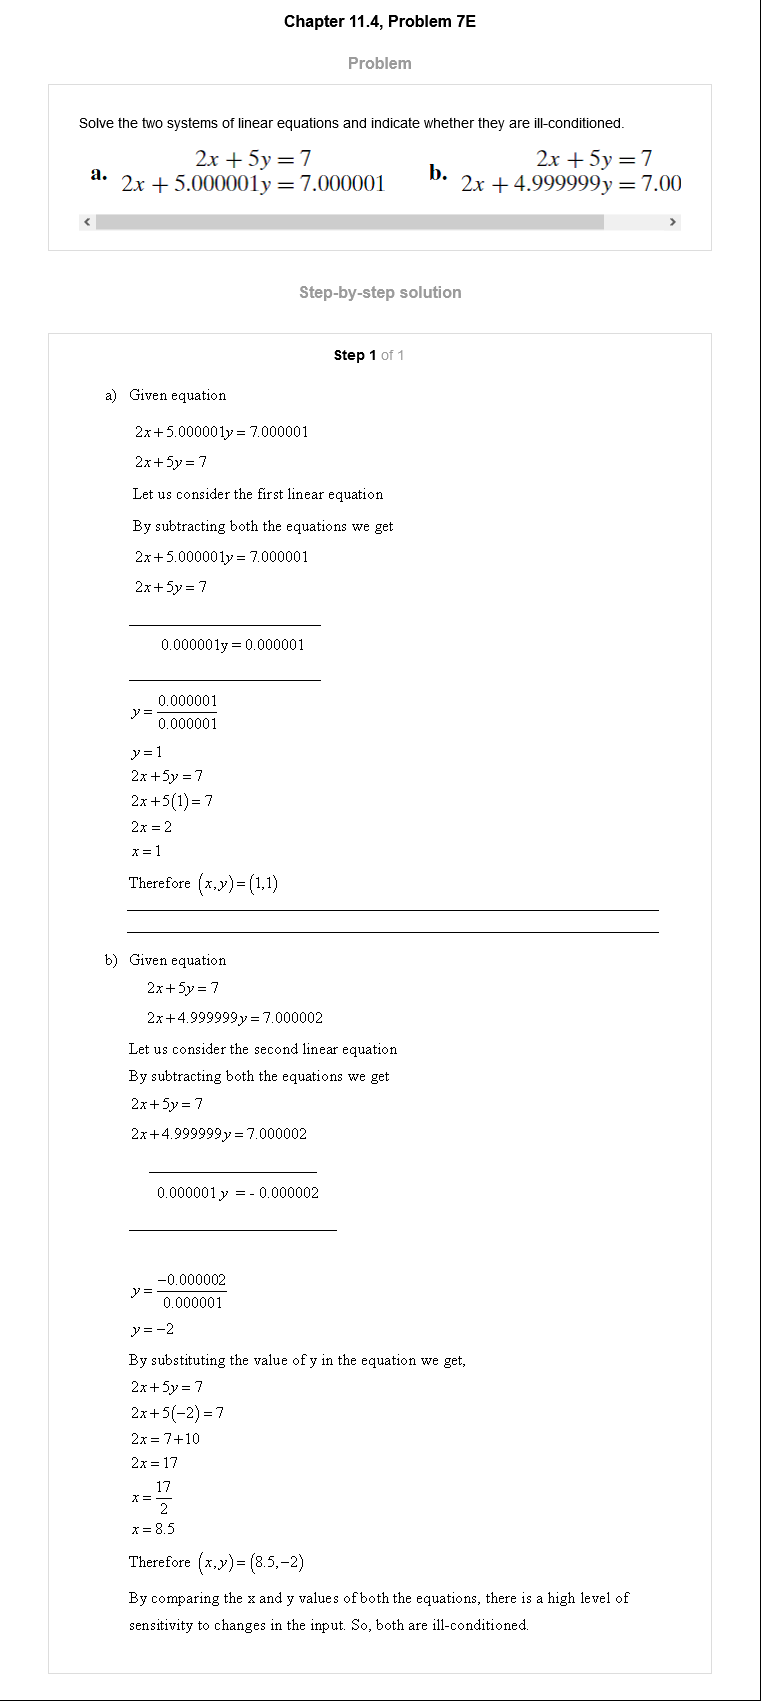 Chapter 11.4, Problem 7E
Problem
Solve the two systems of linear equations and indicate whether they are ill-conditioned.
a. 2x + 5y = 7
2x + 5.000001y = 7.000001
b. 2x + 5y = 7
2x + 4.999999y = 7.00
Step-by-step solution
Step 1 of 1
a) Given equation
2x+5.000001y = 7.000001
2x+5y = 7
Let us consider the first linear equation
By subtracting both the equations we get
2x+5.000001y = 7.000001
2x+5y = 7
0.000001y = 0.000001
y = 0.000001/0.000001
y = 1
2x+5y = 7
2x+5(1) = 7
2x = 2
x = 1
Therefore (x,y) = (1,1)
b) Given equation
2x+5y = 7
2x+4.999999y = 7.000002
Let us consider the second linear equation
By subtracting both the equations we get
2x+5y = 7
2x+4.999999y = 7.000002
0.000001y = - 0.000002
y = −0.000002/0.000001
y = −2
By substituting the value of y in the equation we get,
2x+5y = 7
2x+5(−2) = 7
2x = 7+10
2x = 17
x = 17/2
x = 8.5
Therefore (x,y) = (8.5,−2)
By comparing the x and y values of both the equations, there is a high level of
sensitivity to changes in the input. So, both are ill-conditioned.